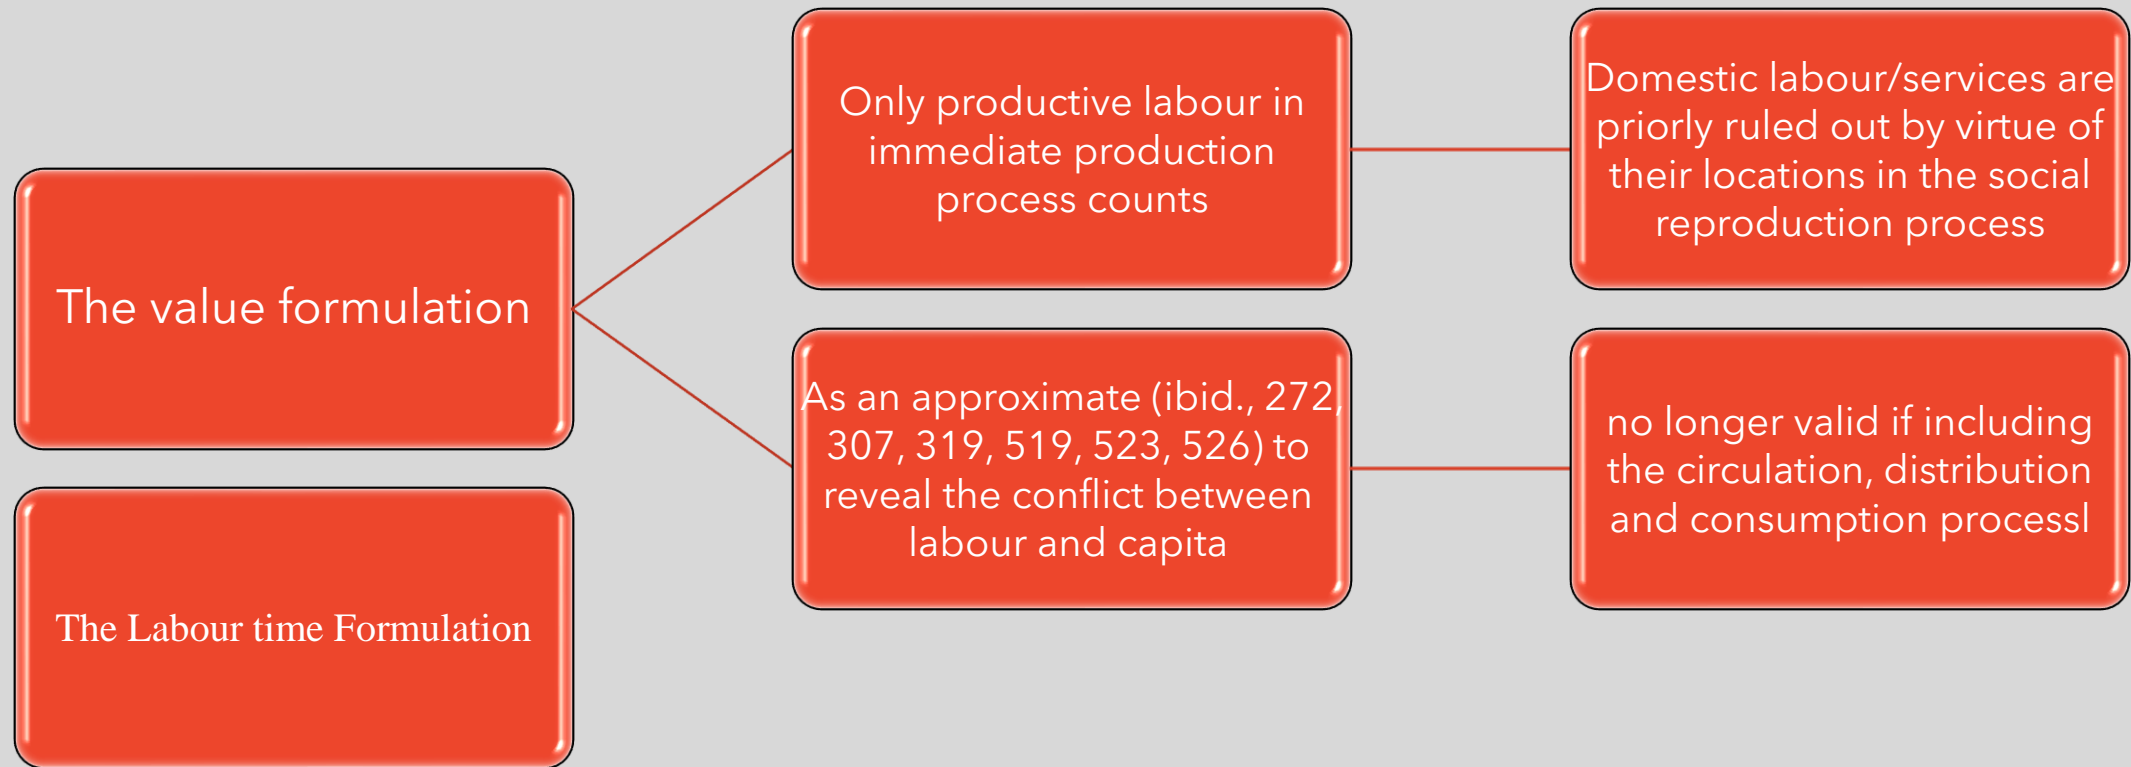 The value formulation
Only productive labour in
immediate production
process counts
Domestic labour/services are
priorly ruled out by virtue of
their locations in the social
reproduction process
As an approximate (ibid., 272,
307, 319, 519, 523, 526) to
reveal the conflict between
labour and capita
no longer valid if including
the circulation, distribution
and consumption processl
The Labour time Formulation